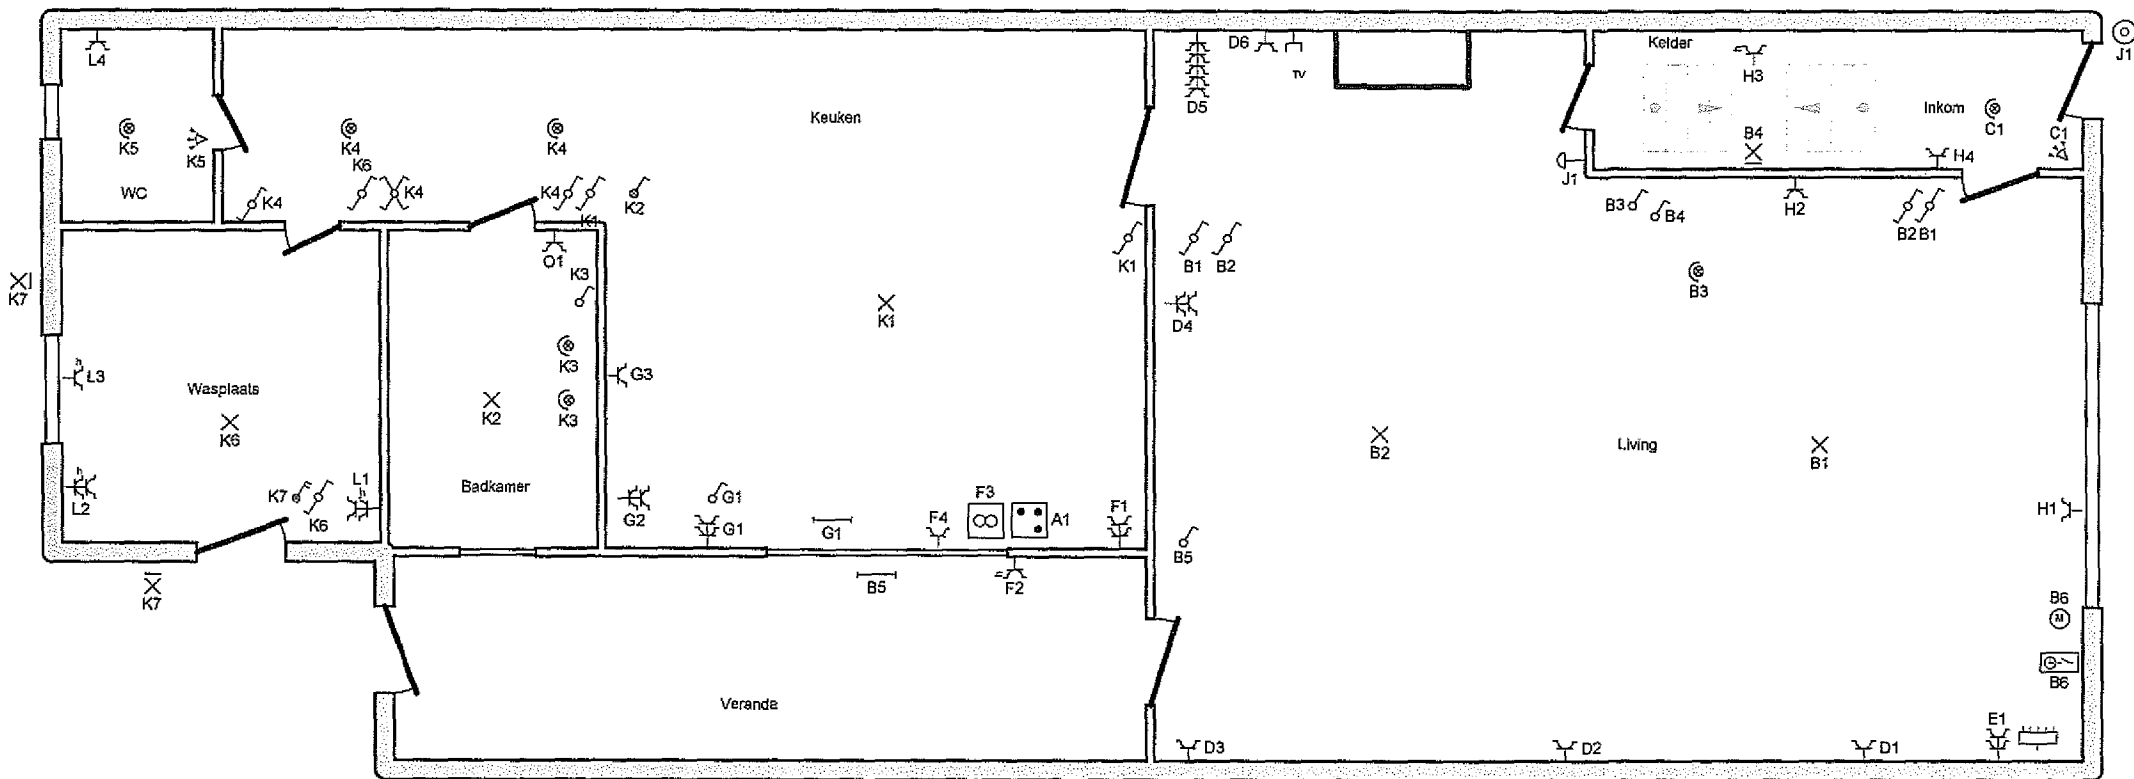 L4
D6
TV
D5
Kelder
H3
J1
K5
K5
K4
Keuken
K4
Inkom
C1
C1
B4
WC
K4
K6
K4
K4
K1
K2
J1
H4
B3
B4
H2
B2
B1
O1
K3
K1
B1
B2
B3
K7
D4
K1
K3
L3
Wasplaats
K6
K2
K3
G3
B2
Living
B1
L2
K7
K6
L1
Badkamer
G2
G1
G1
G1
F4
F3
A1
F1
H1
B5
K7
B5
F2
B6
M
B6
Veranda
D3
D2
D1
E1